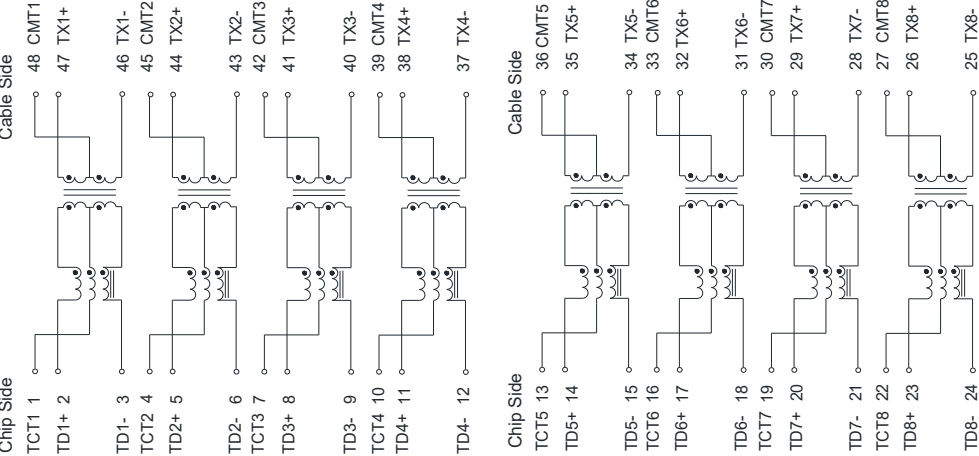 Cable Side
48 CMT1
47 TX1+
46 TX1-
45 CMT2
44 TX2+
43 TX2-
42 CMT3
41 TX3+
40 TX3-
39 CMT4
38 TX4+
37 TX4-
Cable Side
36 CMT5
35 TX5+
34 TX5-
33 CMT6
32 TX6+
31 TX6-
30 CMT7
29 TX7+
28 TX7-
27 CMT8
26 TX8+
25 TX8-
Chip Side
TCT1 1
TD1+ 2
TD1- 3
TCT2 4
TD2+ 5
TD2- 6
TCT3 7
TD3+ 8
TD3- 9
TCT4 10
TD4+ 11
TD4- 12
Chip Side
TCT5 13
TD5+ 14
TD5- 15
TCT6 16
TD6+ 17
TD6- 18
TCT7 19
TD7+ 20
TD7- 21
TCT8 22
TD8+ 23
TD8- 24